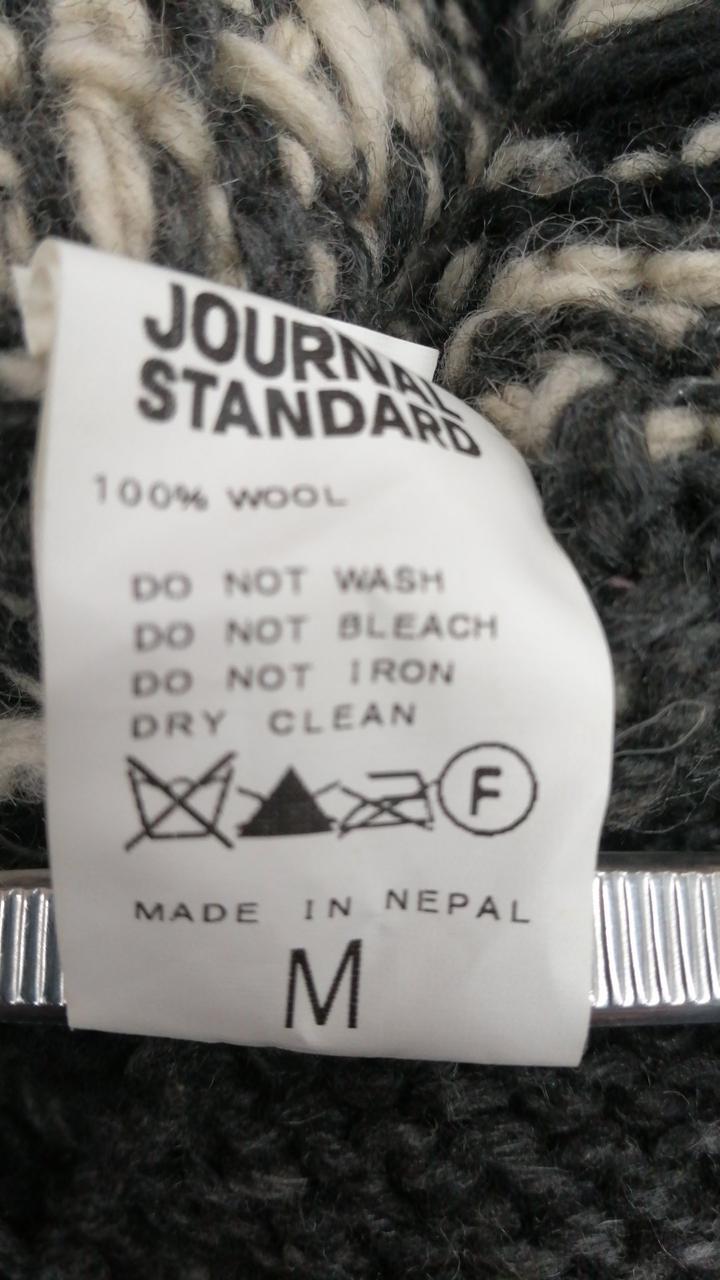 JOURNAL
STANDARD
100% WOOL
DO NOT WASH
DO NOT BLEACH
DO NOT IRON
DRY CLEAN
F
MADE IN NEPAL
M